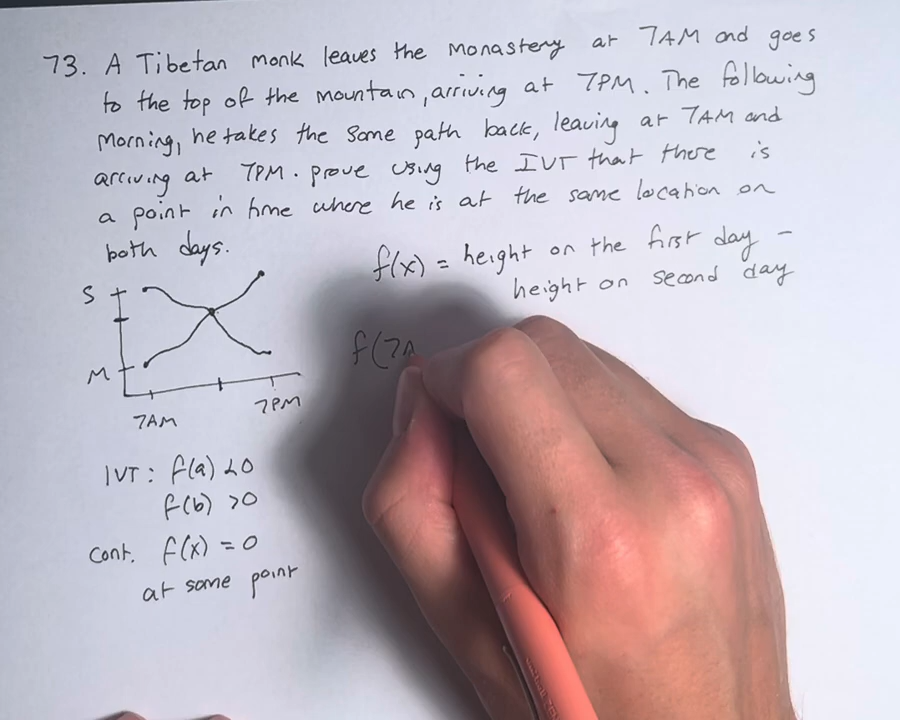 73. A Tibetan monk leaves the monastery at 7AM and goes
to the top of the mountain, arriving at 7PM. The following
morning, he takes the same path back, leaving at 7AM and
arriving at 7PM. prove using the IVT that there is
a point in time where he is at the same location on
both days.
f(x) = height on the first day -
height on second day
S
M
7AM
7PM
f(7A
IVT: f(a) <0
f(b) >0
Cont. f(x) = 0
at some point